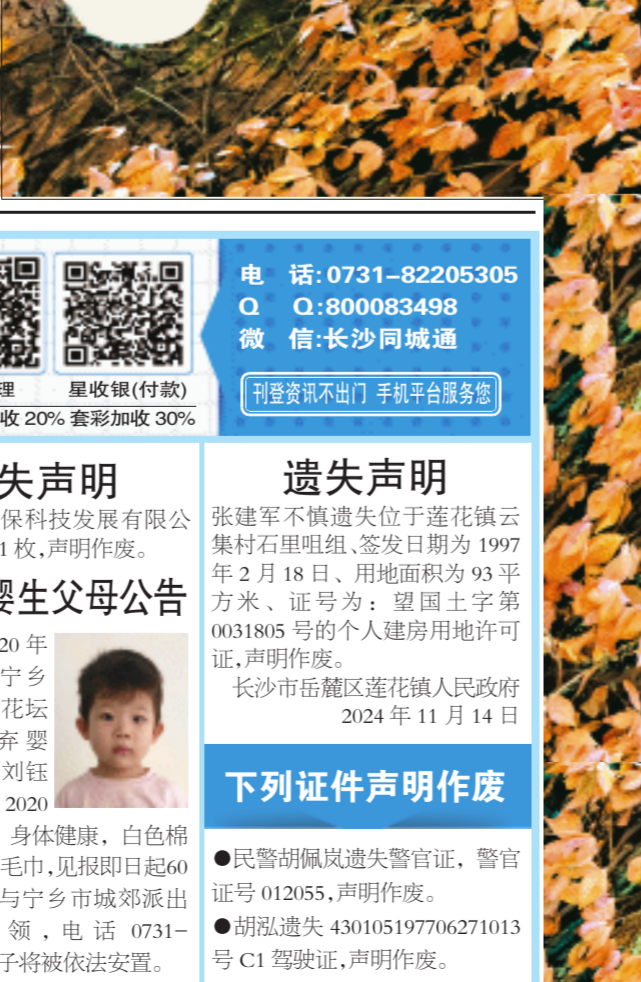 电 话:0731-82205305
Q Q:800083498
微 信:长沙同城通
刊登资讯不出门 手机平台服务您
理 星收银(付款)
收 20% 套彩加收 30%
失声明
保科技发展有限公
1 枚,声明作废。
婴生父母公告
20 年
宁乡
花坛
弃婴
刘钰
2020
身体健康，白色棉
毛巾,见报即日起60
与宁乡市城郊派出
领，电话 0731-
子将被依法安置。
遗失声明
张建军不慎遗失位于莲花镇云
集村石里咀组、签发日期为 1997
年 2 月 18 日、用地面积为 93 平
方米、证号为：望国土字第
0031805 号的个人建房用地许可
证,声明作废。
长沙市岳麓区莲花镇人民政府
2024 年 11 月 14 日
下列证件声明作废
●民警胡佩岚遗失警官证，警官
证号 012055,声明作废。
●胡泓遗失 430105197706271013
号 C1 驾驶证,声明作废。